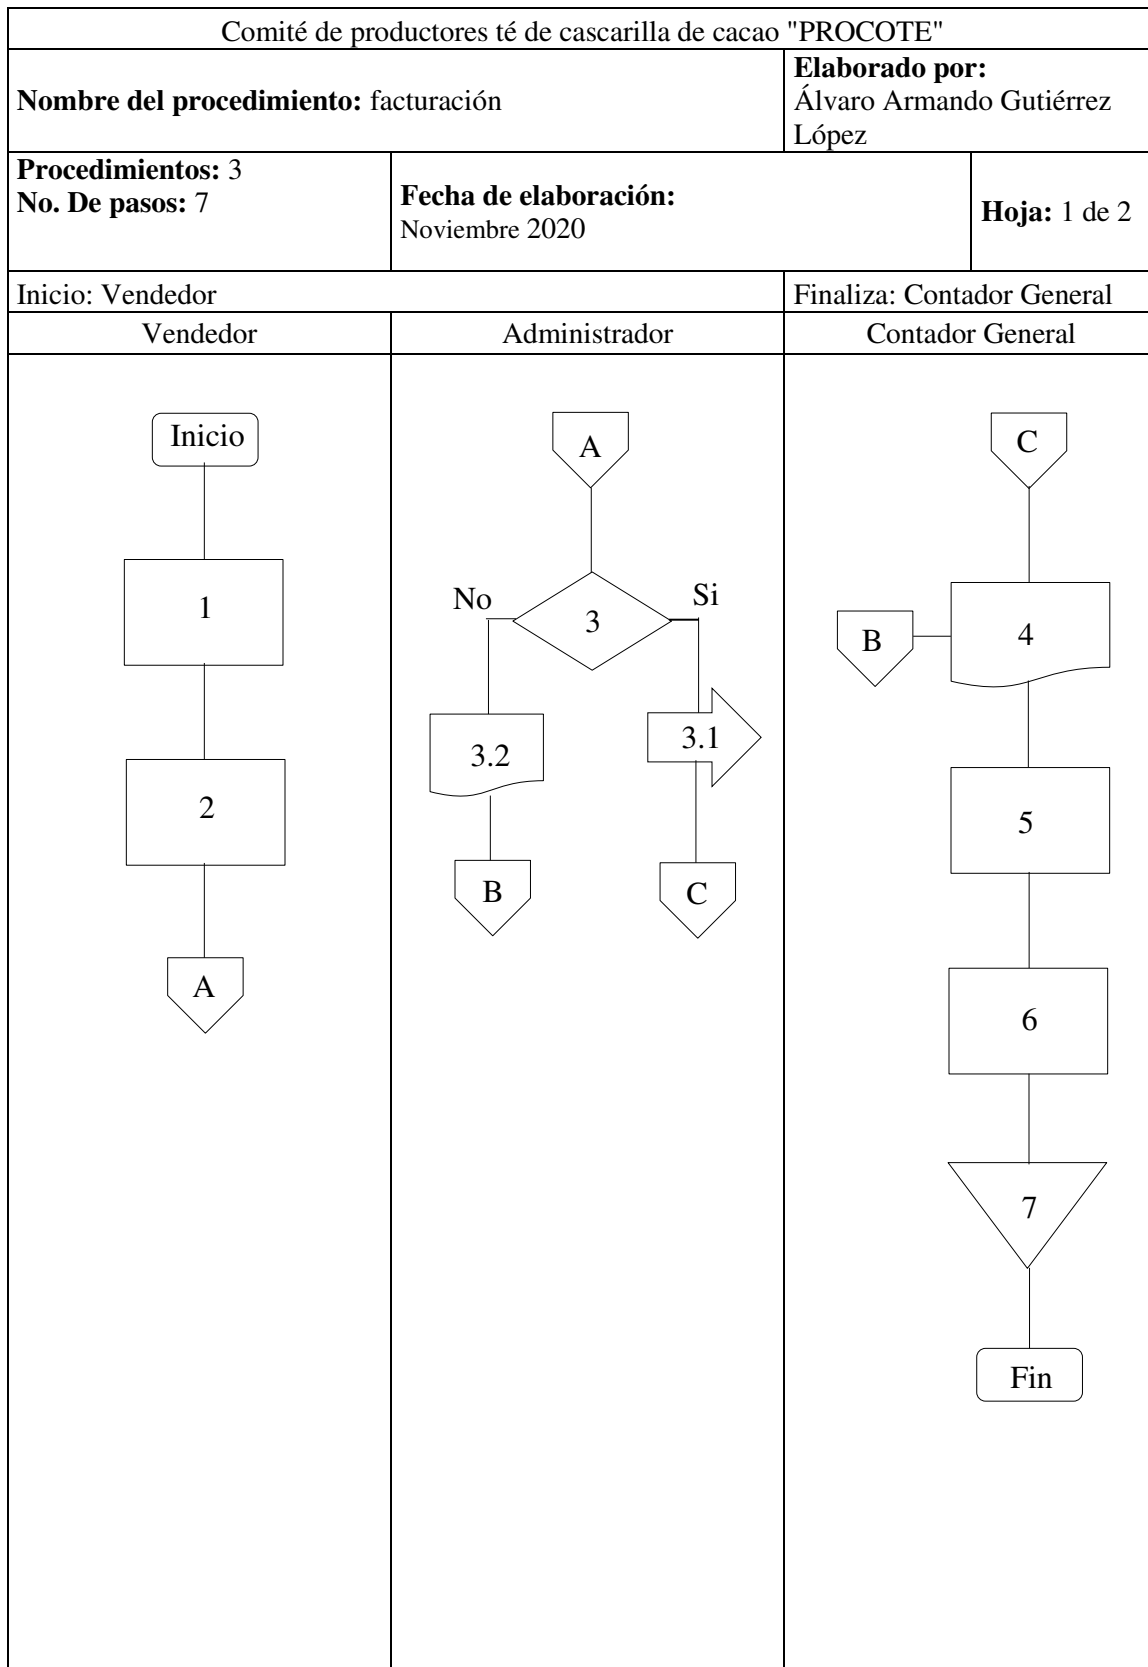 Comité de productores té de cascarilla de cacao "PROCOTE"
Nombre del procedimiento: facturación
Elaborado por:
Álvaro Armando Gutiérrez
López
Procedimientos: 3
No. De pasos: 7
Fecha de elaboración:
Noviembre 2020
Hoja: 1 de 2
Inicio: Vendedor
Finaliza: Contador General
Vendedor
Administrador
Contador General
Inicio
1
2
A
A
3
No
Si
3.2
3.1
B
C
C
B
4
5
6
7
Fin